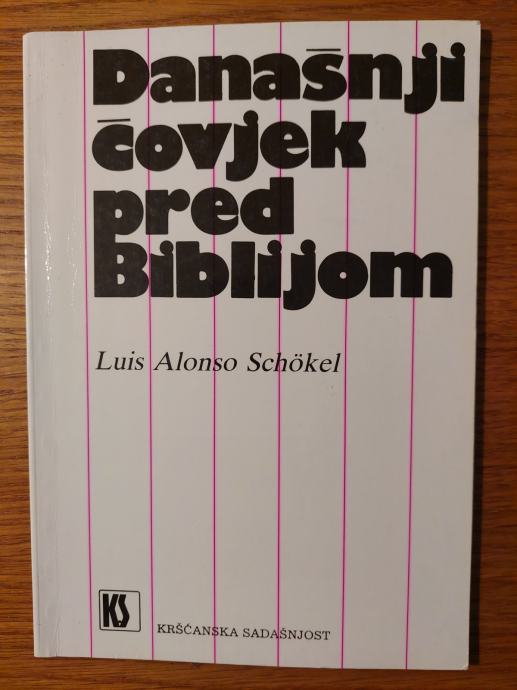 Današnji
čovjek
pred
Biblijom
Luis Alonso Schökel
KS
KRŠĆANSKA SADAŠNJOST